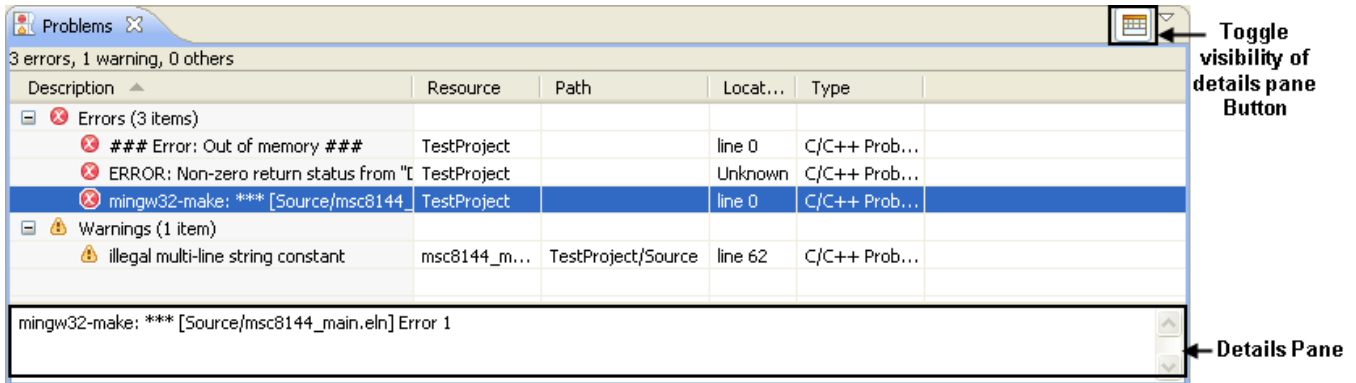 Problems
3 errors, 1 warning, 0 others
Description Resource Path Locat... Type
Errors (3 items)
### Error: Out of memory ### TestProject line 0 C/C++ Prob...
ERROR: Non-zero return status from "D TestProject Unknown C/C++ Prob...
mingw32-make: *** [Source/msc8144_ TestProject line 0 C/C++ Prob...
Warnings (1 item)
illegal multi-line string constant msc8144_m... TestProject/Source line 62 C/C++ Prob...
mingw32-make: *** [Source/msc8144_main.eln] Error 1
Toggle
visibility of
details pane
Button
Details Pane